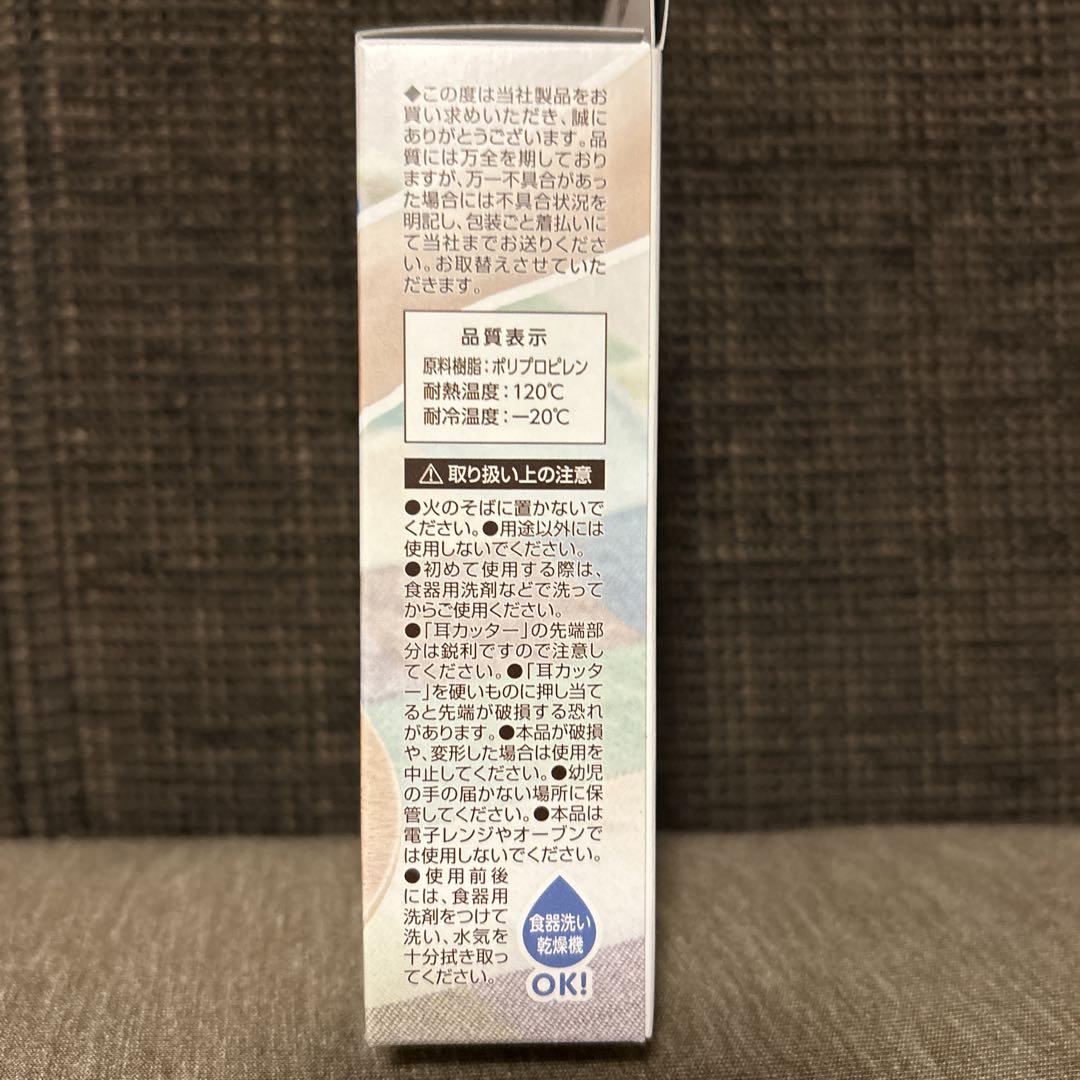 ◆この度は当社製品をお
買い求めいただき、誠に
ありがとうございます。品
質には万全を期しており
ますが、万一不具合があっ
た場合には不具合状況を
明記し、包装ごと着払いに
て当社までお送りくださ
い。お取替えさせていた
だきます。
品質表示
原料樹脂：ポリプロピレン
耐熱温度：120℃
耐冷温度：－20℃
⚠取り扱い上の注意
●火のそばに置かないで
ください。●用途以外には
使用しないでください。
●初めて使用する際は、
食器用洗剤などで洗って
からご使用ください。
●「耳カッター」の先端部
分は鋭利ですので注意し
てください。●「耳カッタ
ー」を硬いものに押し当て
ると先端が破損する恐れ
があります。●本品が破損
や、変形した場合は使用を
中止してください。●幼児
の手の届かない場所に保
管してください。●本品は
電子レンジやオーブンで
は使用しないでください。
●使用前後
には、食器用
洗剤をつけて
洗い、水気を
十分拭き取っ
てください。
食器洗い
乾燥機
OK!